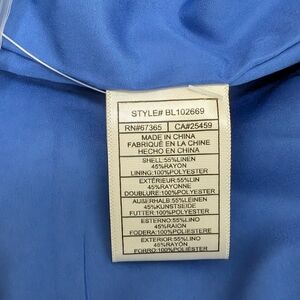 STYLE# BL102669
RN#67365 CA#25459
MADE IN CHINA
FABRIQUÉ EN LA CHINE
HECHO EN CHINA
SHELL:55%LINEN
45%RAYON
LINING:100%POLYESTER
EXTÉRIEUR:55%LIN
45%RAYONNE
DOUBLURE:100%POLYESTER
AUßERHALB:55%LEINEN
45%KUNSTSEIDE
FUTTER:100%POLYESTER
ESTERNO:55%LINO
45%RAION
FODERA:100%POLIESTERE
EXTERIOR:55%LINO
45%RAYON
FORRO:100%POLYESTER